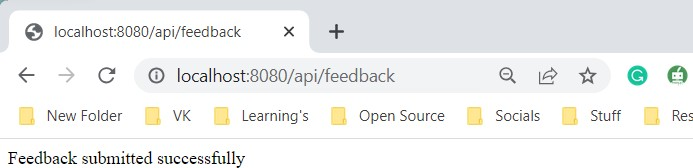 localhost:8080/api/feedback
localhost:8080/api/feedback
New Folder VK Learning's Open Source Socials Stuff Res
Feedback submitted successfully